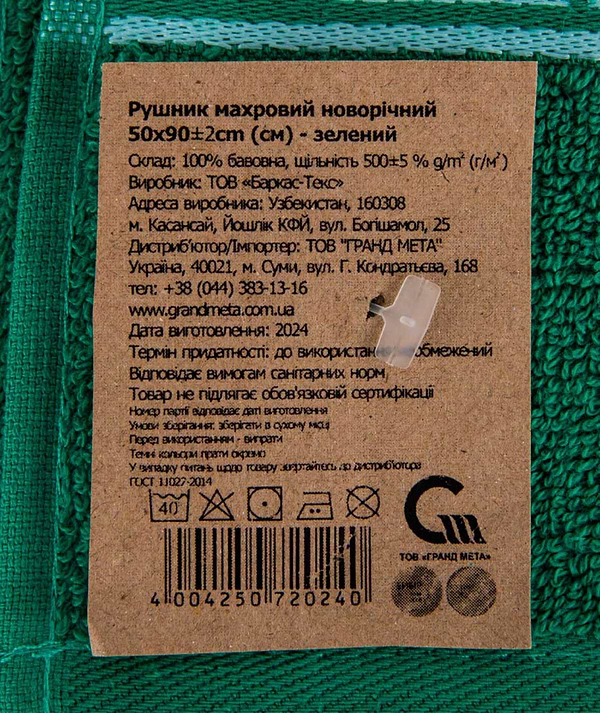 Рушник махровий новорічний
50x90±2cm (см) - зелений
Склад: 100% бавовна, щільність 500±5 % g/m² (г/м²)
Виробник: ТОВ «Баркас-Текс»
Адреса виробника: Узбекистан, 160308
м. Касансай, Йошлік КФЙ, вул. Богішамол, 25
Дистриб'ютор/Імпортер: ТОВ "ГРАНД МЕТА"
Україна, 40021, м. Суми, вул. Г. Кондратьєва, 168
тел: +38 (044) 383-13-16
www.grandmeta.com.ua
Дата виготовлення: 2024
Термін придатності: до
Відповідає вимогам санітарних норм
Товар не підлягає обов'язковій сертифікації
Номер партії відповідає даті виготовлення
Умови зберігання: зберігати в сухому місці
Перед використанням - випрати
Темні кольори прати окремо
У випадку питань щодо товару звертайтесь до дистриб'ютора
ГОСТ 11027-2014
40
ТОВ «ГРАНД МЕТА»
4 004250 720240